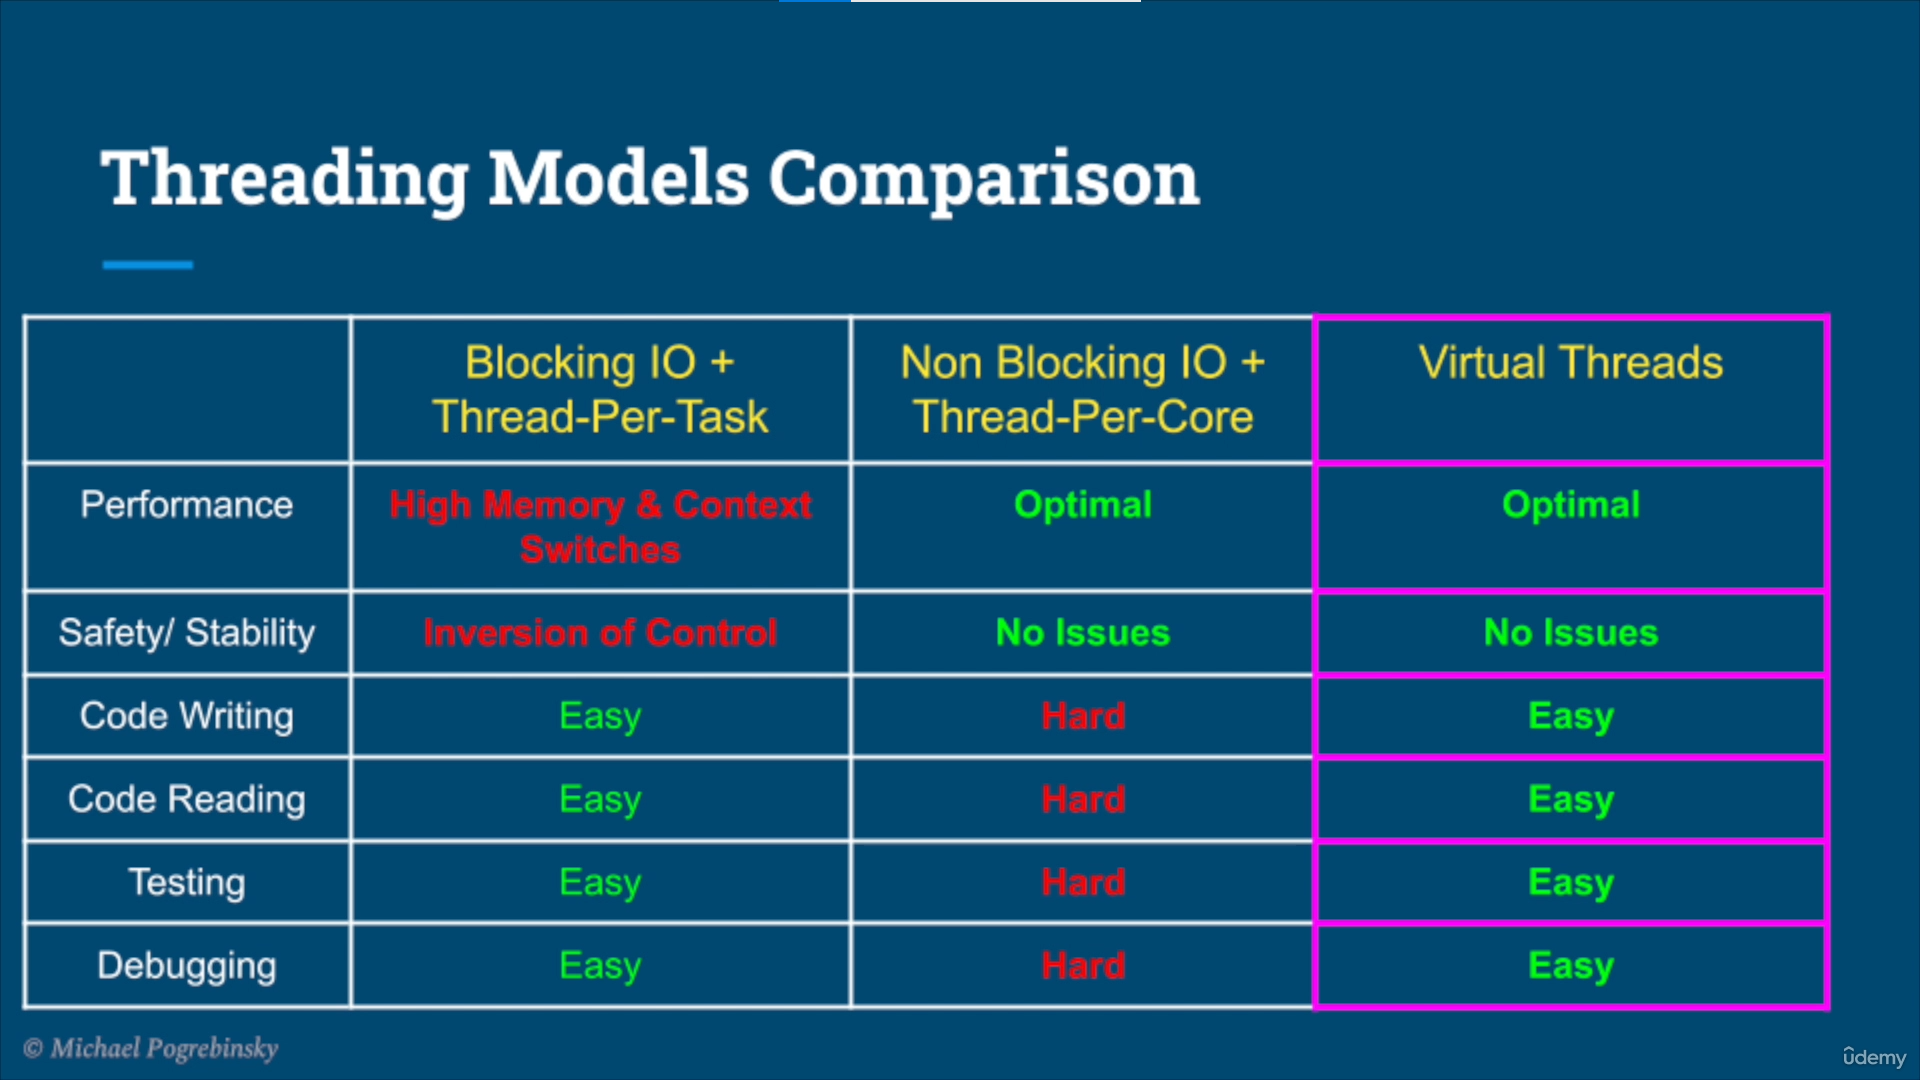 Threading Models Comparison
Blocking IO +
Thread-Per-Task
Non Blocking IO +
Thread-Per-Core
Virtual Threads
Performance
High Memory & Context
Switches
Optimal
Optimal
Safety/ Stability
Inversion of Control
No Issues
No Issues
Code Writing
Easy
Hard
Easy
Code Reading
Easy
Hard
Easy
Testing
Easy
Hard
Easy
Debugging
Easy
Hard
Easy
© Michael Pogrebinsky
ûdemy